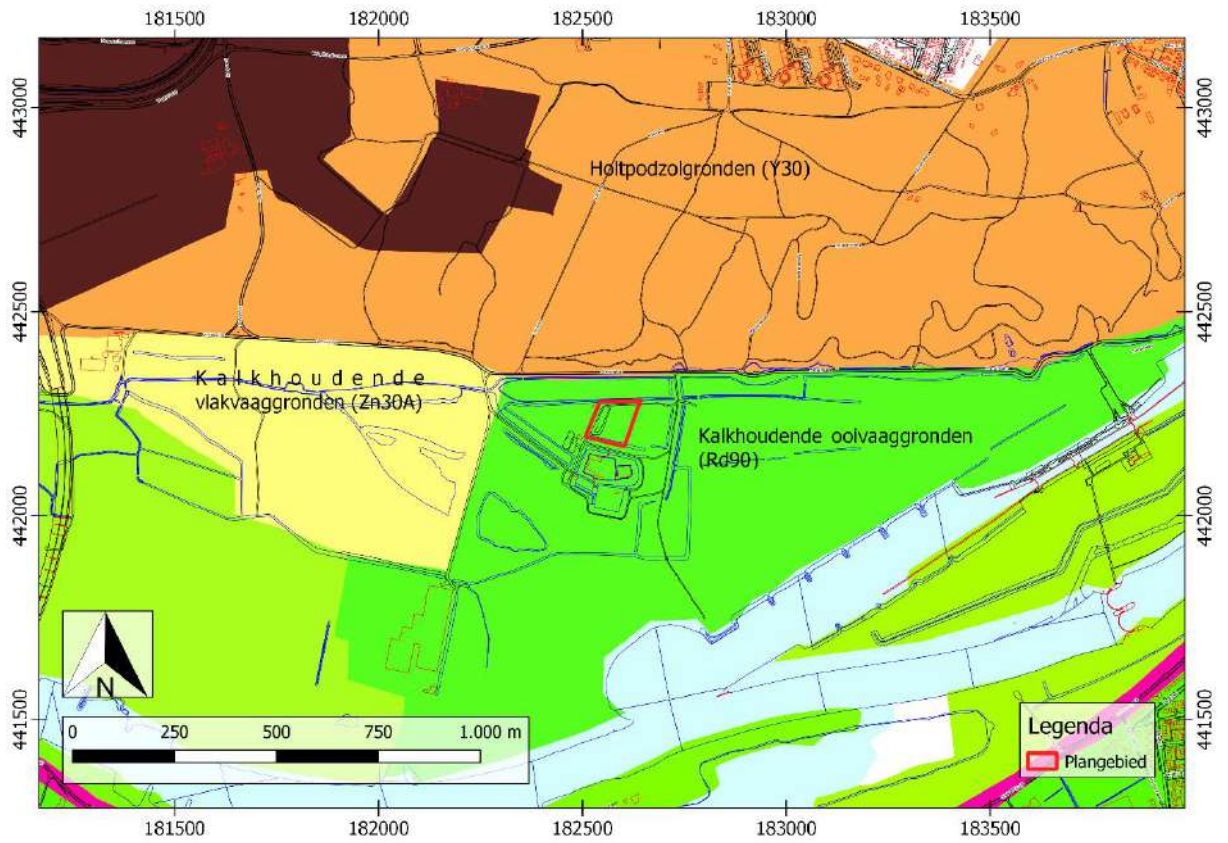 181500 182000 182500 183000 183500
443000 443000
Holtpodzolgronden (Y30)
442500 442500
Kalkhoudende
vlakvaaggronden (Zn30A)
Kalkhoudende ooivaaggronden
(Rd90)
442000 442000
N
441500 441500
0 250 500 750 1.000 m
Legenda
Plangebied
181500 182000 182500 183000 183500